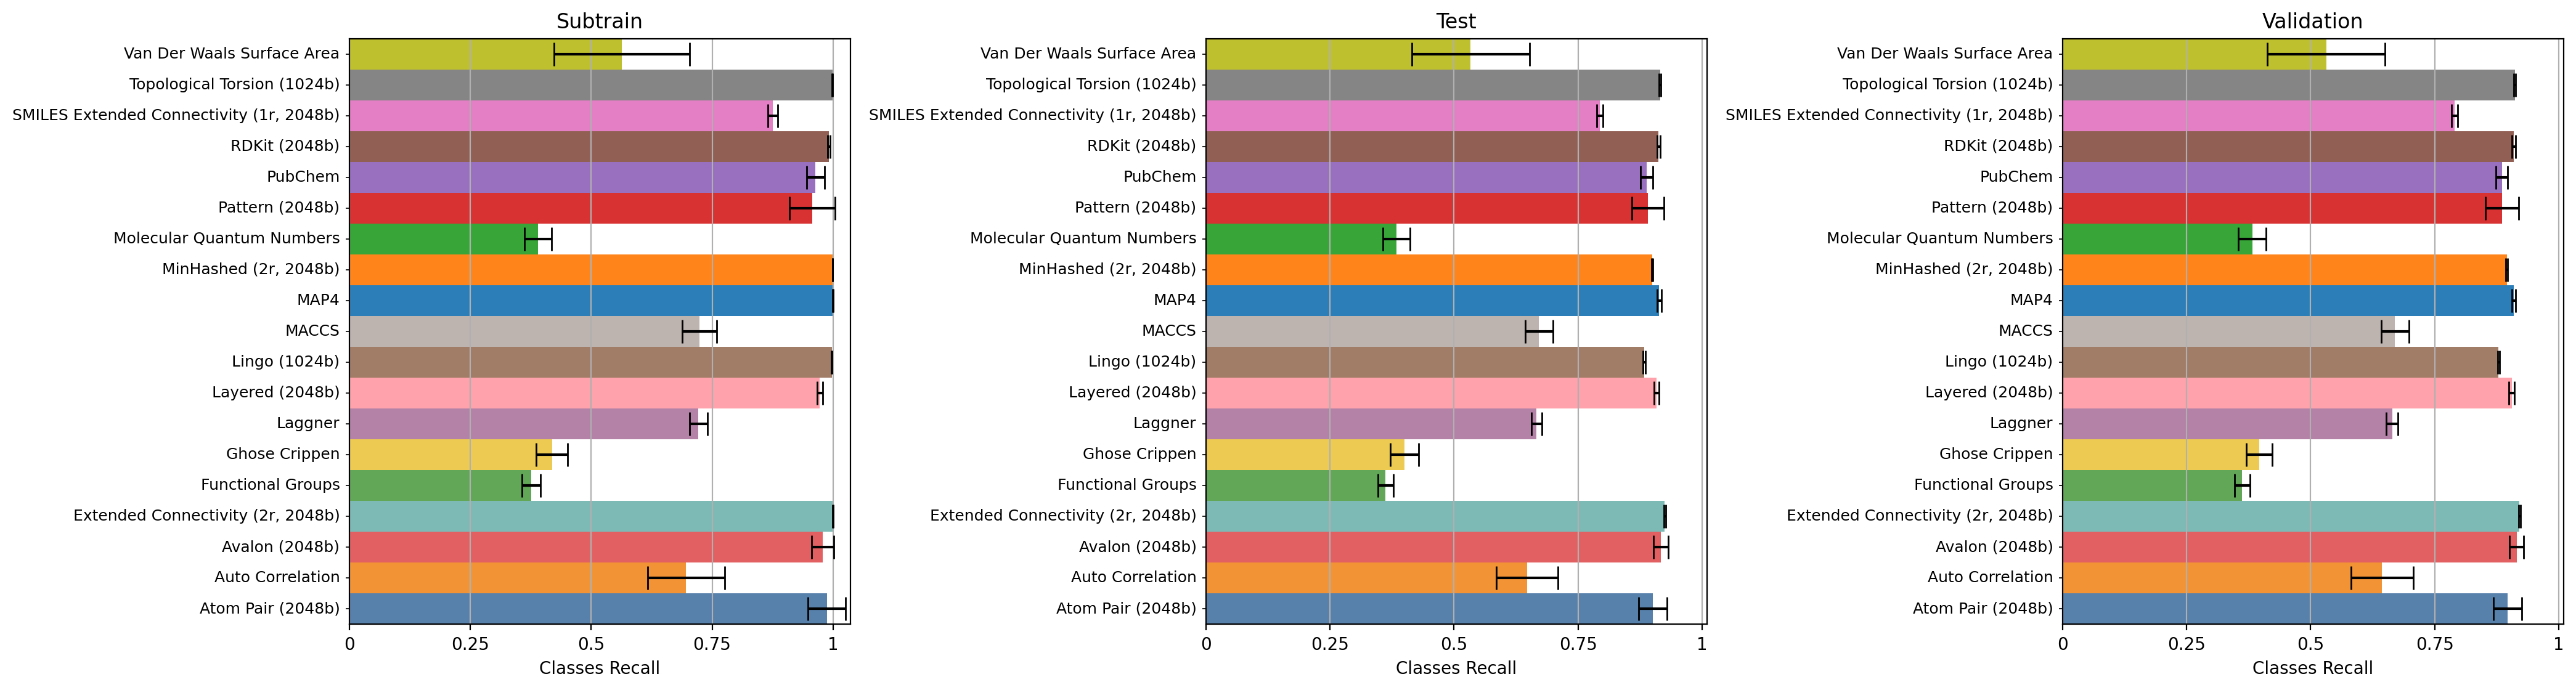 Subtrain
Van Der Waals Surface Area
Topological Torsion (1024b)
SMILES Extended Connectivity (1r, 2048b)
RDKit (2048b)
PubChem
Pattern (2048b)
Molecular Quantum Numbers
MinHashed (2r, 2048b)
MAP4
MACCS
Lingo (1024b)
Layered (2048b)
Laggner
Ghose Crippen
Functional Groups
Extended Connectivity (2r, 2048b)
Avalon (2048b)
Auto Correlation
Atom Pair (2048b)
0 0.25 0.5 0.75 1
Classes Recall
Test
Van Der Waals Surface Area
Topological Torsion (1024b)
SMILES Extended Connectivity (1r, 2048b)
RDKit (2048b)
PubChem
Pattern (2048b)
Molecular Quantum Numbers
MinHashed (2r, 2048b)
MAP4
MACCS
Lingo (1024b)
Layered (2048b)
Laggner
Ghose Crippen
Functional Groups
Extended Connectivity (2r, 2048b)
Avalon (2048b)
Auto Correlation
Atom Pair (2048b)
0 0.25 0.5 0.75 1
Classes Recall
Validation
Van Der Waals Surface Area
Topological Torsion (1024b)
SMILES Extended Connectivity (1r, 2048b)
RDKit (2048b)
PubChem
Pattern (2048b)
Molecular Quantum Numbers
MinHashed (2r, 2048b)
MAP4
MACCS
Lingo (1024b)
Layered (2048b)
Laggner
Ghose Crippen
Functional Groups
Extended Connectivity (2r, 2048b)
Avalon (2048b)
Auto Correlation
Atom Pair (2048b)
0 0.25 0.5 0.75 1
Classes Recall